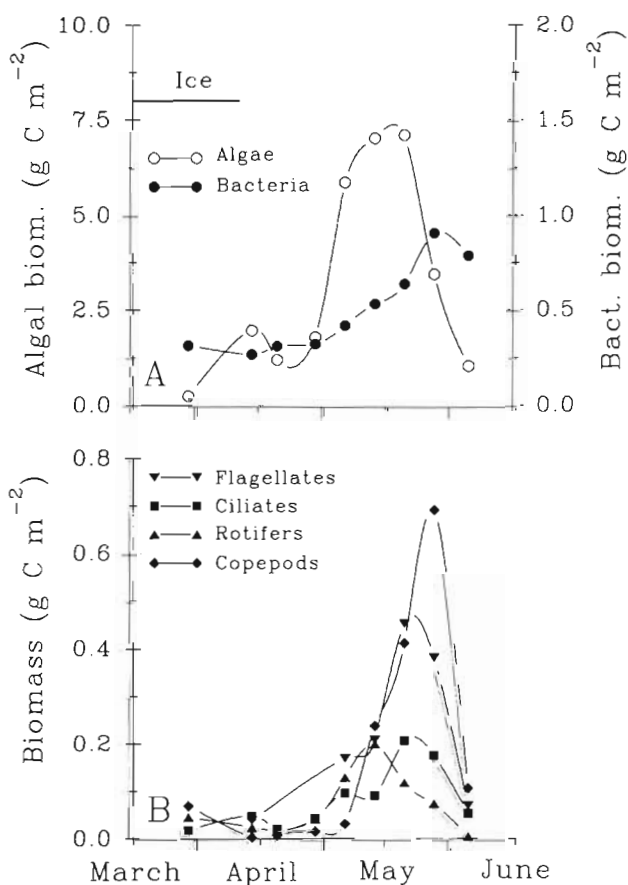 10.0
7.5
5.0
2.5
0.0
Algal biom. (g C m⁻²)
Ice
Algae
Bacteria
A
2.0
1.5
1.0
0.5
0.0
Bact. biom. (g C m⁻²)
0.8
0.6
0.4
0.2
0.0
Biomass (g C m⁻²)
Flagellates
Ciliates
Rotifers
Copepods
B
March April May June